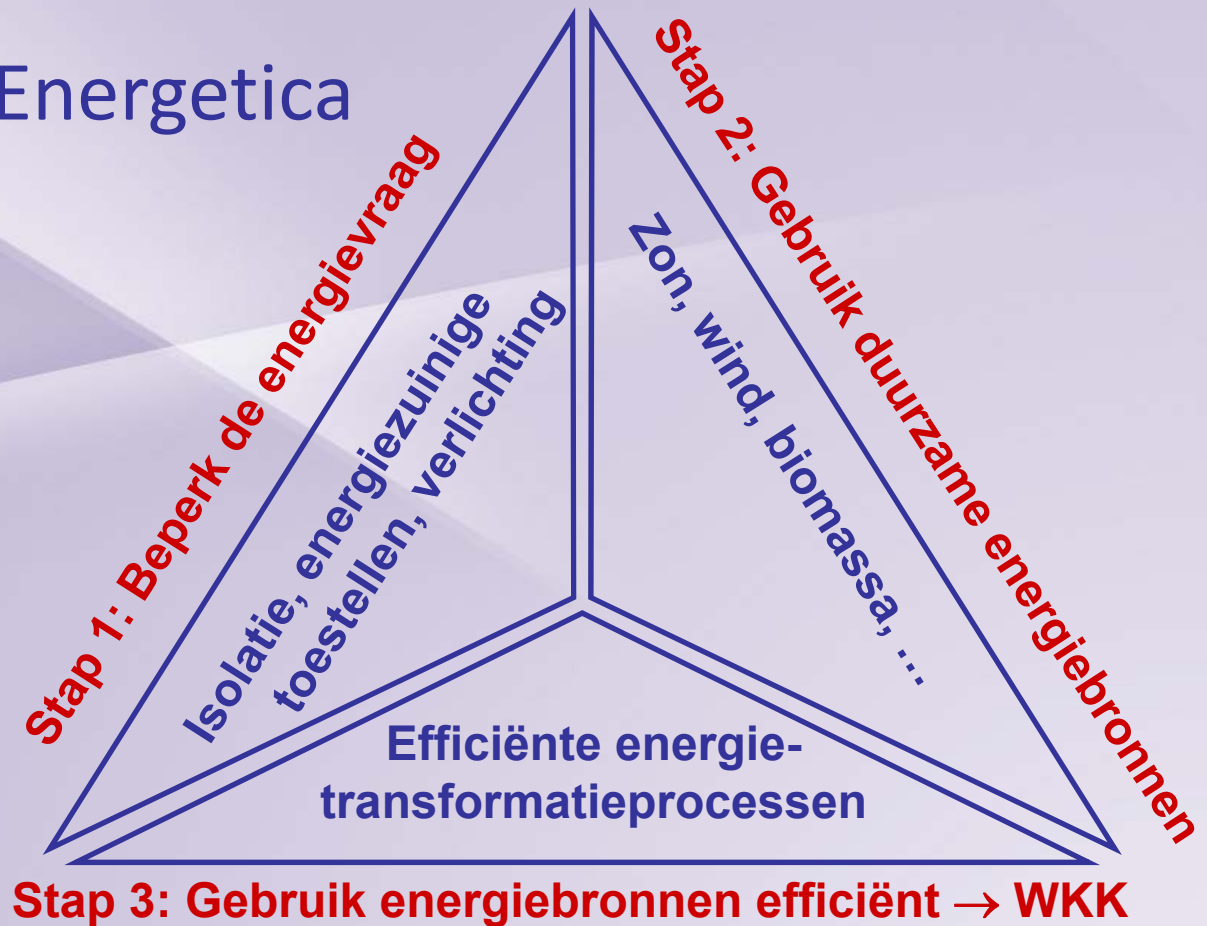 Energetica
Stap 1: Beperk de energievraag
Isolatie, energiezuinige
toestellen, verlichting
Stap 2: Gebruik duurzame energiebronnen
Zon, wind, biomassa, …
Efficiënte energie-
transformatieprocessen
Stap 3: Gebruik energiebronnen efficiënt → WKK